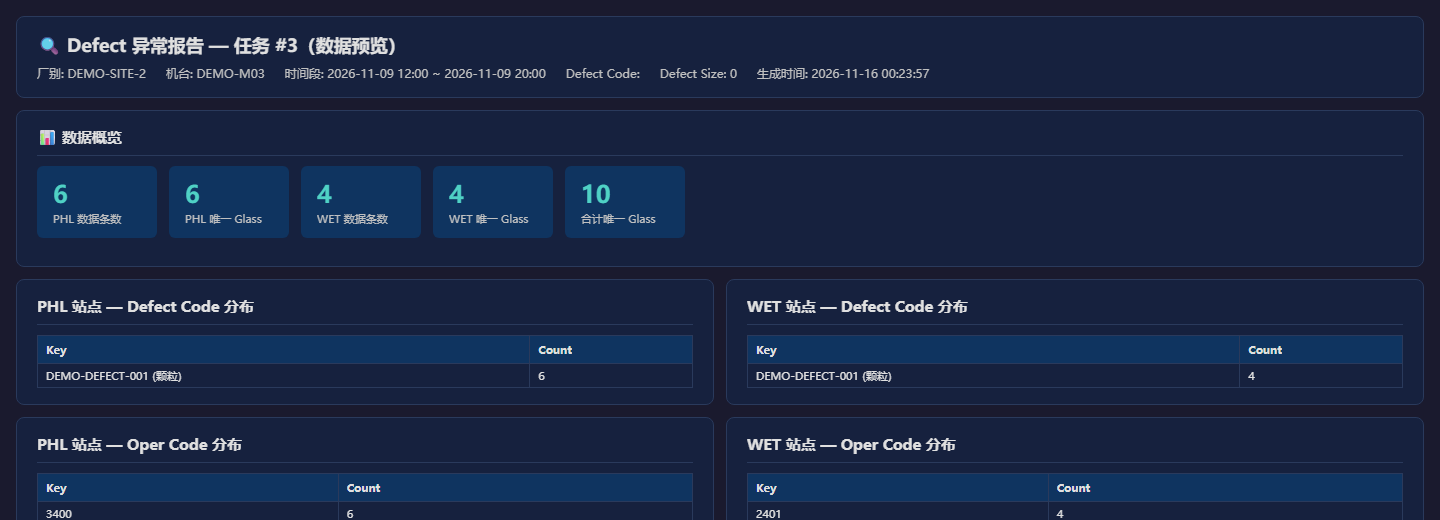 Defect 异常报告 — 任务 #3（数据预览）
厂别: DEMO-SITE-2 机台: DEMO-M03 时间段: 2026-11-09 12:00 ~ 2026-11-09 20:00 Defect Code: Defect Size: 0 生成时间: 2026-11-16 00:23:57
数据概览
6
PHL 数据条数
6
PHL 唯一 Glass
4
WET 数据条数
4
WET 唯一 Glass
10
合计唯一 Glass
PHL 站点 — Defect Code 分布
Key Count
DEMO-DEFECT-001 (颗粒) 6
WET 站点 — Defect Code 分布
Key Count
DEMO-DEFECT-001 (颗粒) 4
PHL 站点 — Oper Code 分布
Key Count
3400 6
WET 站点 — Oper Code 分布
Key Count
2401 4